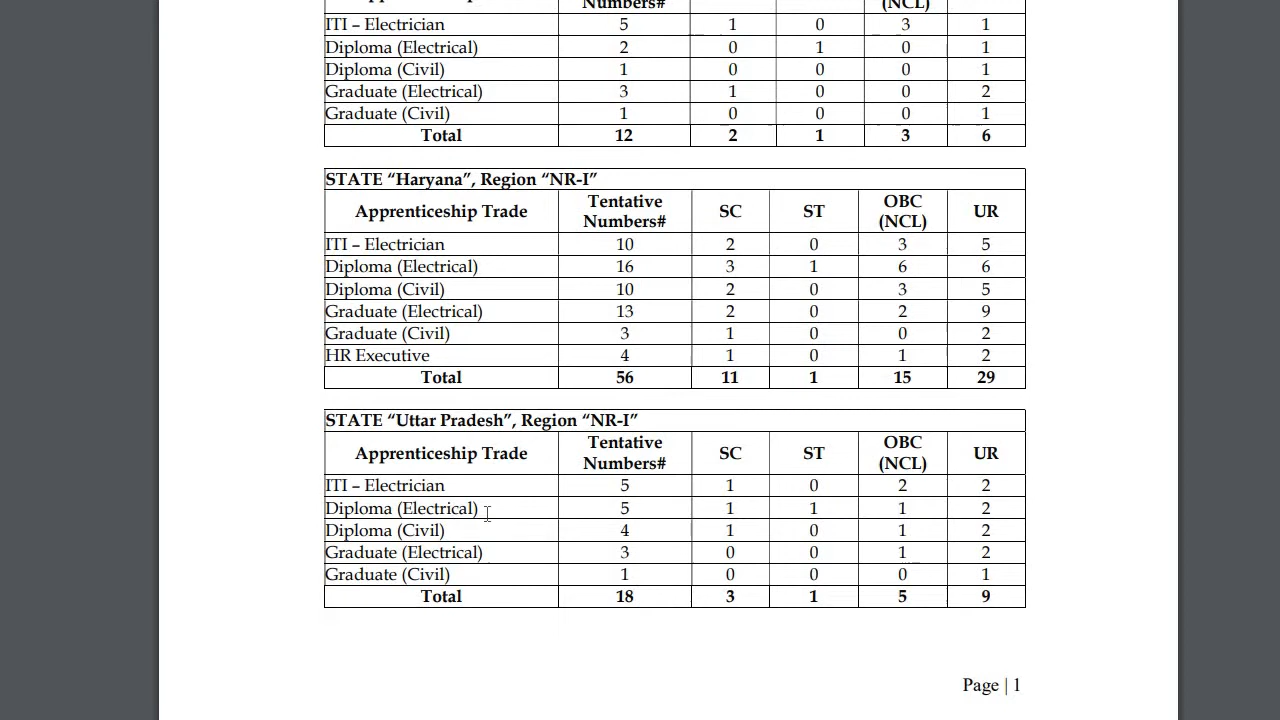 Numbers# (NCL)
ITI – Electrician 5 1 0 3 1
Diploma (Electrical) 2 0 1 0 1
Diploma (Civil) 1 0 0 0 1
Graduate (Electrical) 3 1 0 0 2
Graduate (Civil) 1 0 0 0 1
Total 12 2 1 3 6
STATE “Haryana”, Region “NR-I”
Apprenticeship Trade Tentative Numbers# SC ST OBC (NCL) UR
ITI – Electrician 10 2 0 3 5
Diploma (Electrical) 16 3 1 6 6
Diploma (Civil) 10 2 0 3 5
Graduate (Electrical) 13 2 0 2 9
Graduate (Civil) 3 1 0 0 2
HR Executive 4 1 0 1 2
Total 56 11 1 15 29
STATE “Uttar Pradesh”, Region “NR-I”
Apprenticeship Trade Tentative Numbers# SC ST OBC (NCL) UR
ITI – Electrician 5 1 0 2 2
Diploma (Electrical) 5 1 1 1 2
Diploma (Civil) 4 1 0 1 2
Graduate (Electrical) 3 0 0 1 2
Graduate (Civil) 1 0 0 0 1
Total 18 3 1 5 9
Page | 1